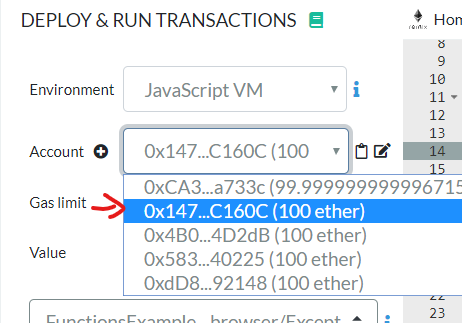 DEPLOY & RUN TRANSACTIONS
Hom
Environment
JavaScript VM
Account
0x147...C160C (100
0xCA3...a733c (99.999999999996715
Gas limit
0x147...C160C (100 ether)
0x4B0...4D2dB (100 ether)
Value
0x583...40225 (100 ether)
0xdD8...92148 (100 ether)
FunctionsExample browser/Except
8
9
10
11
12
13
14
15
22
23